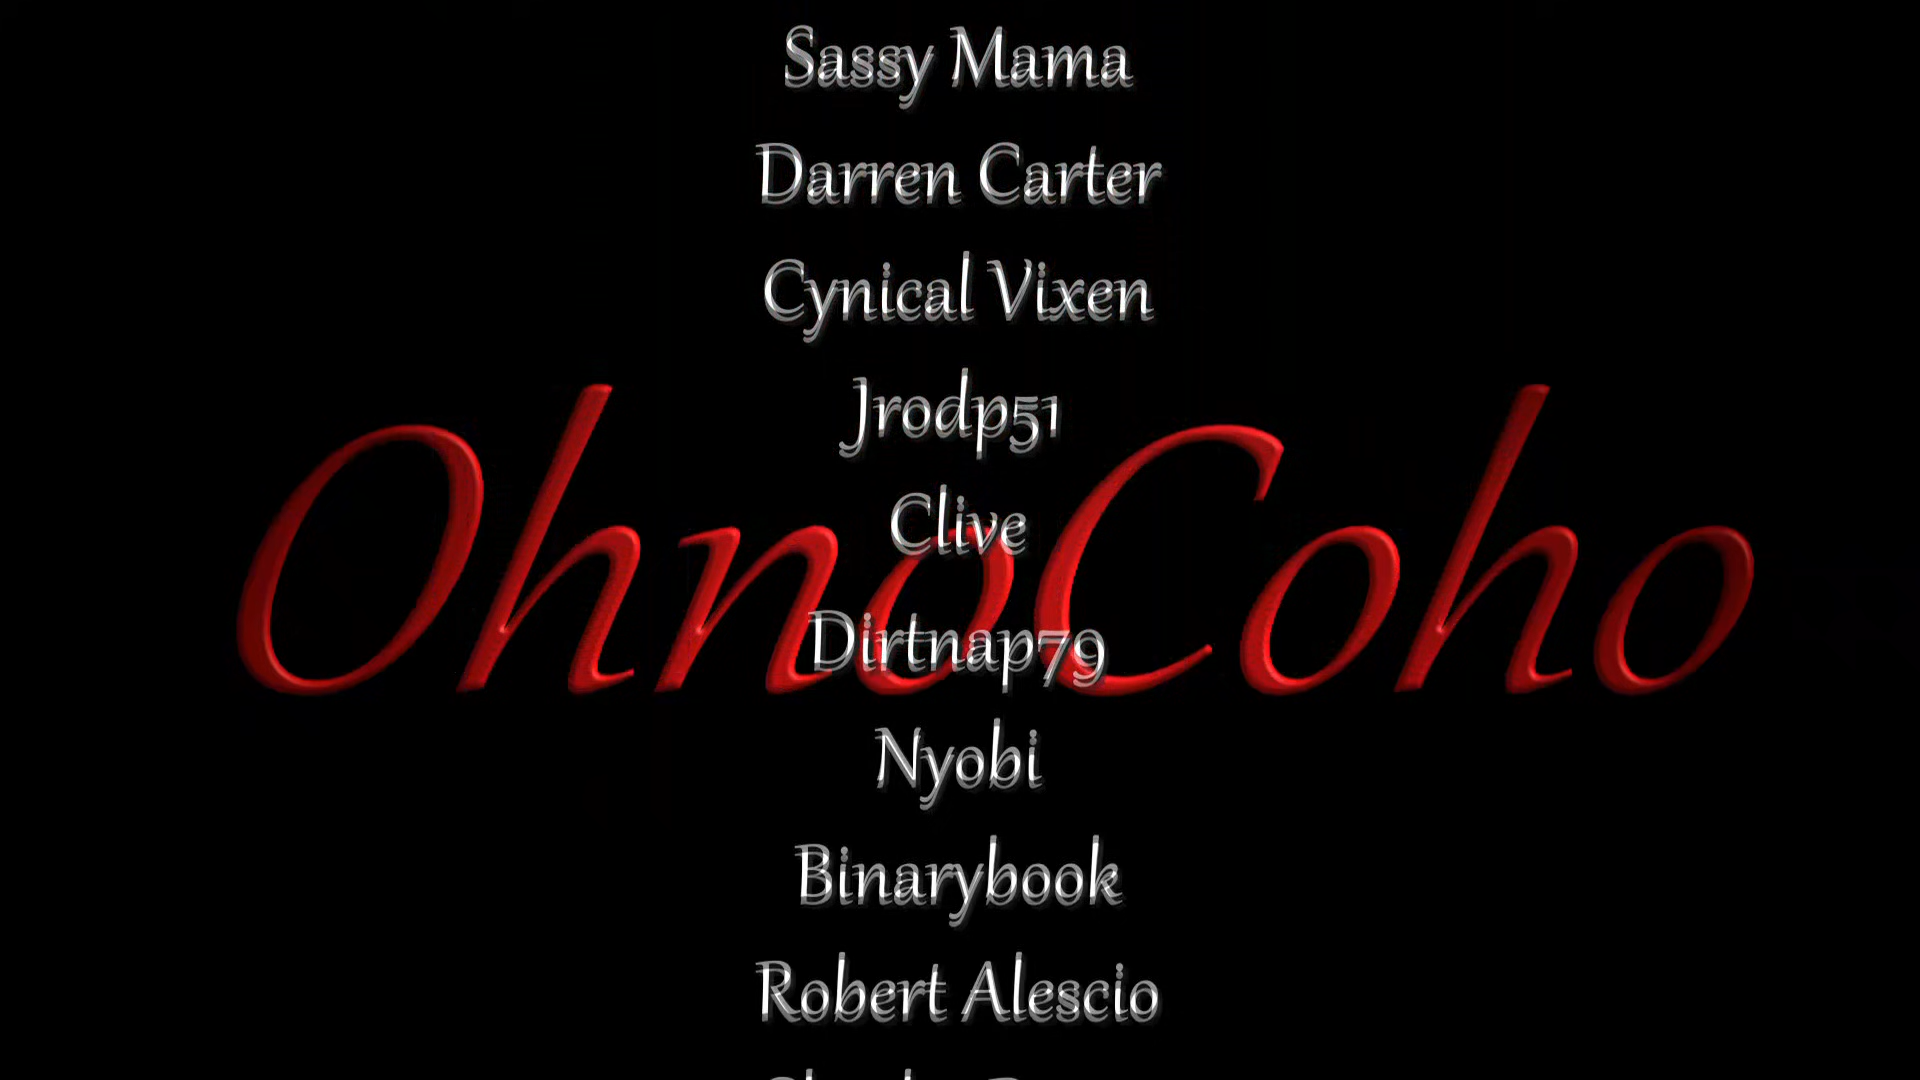 Sassy Mama
Darren Carter
Cynical Vixen
Jrodp51
Clive
OhnoCoho
Dirtnap79
Nyobi
Binarybook
Robert Alescio